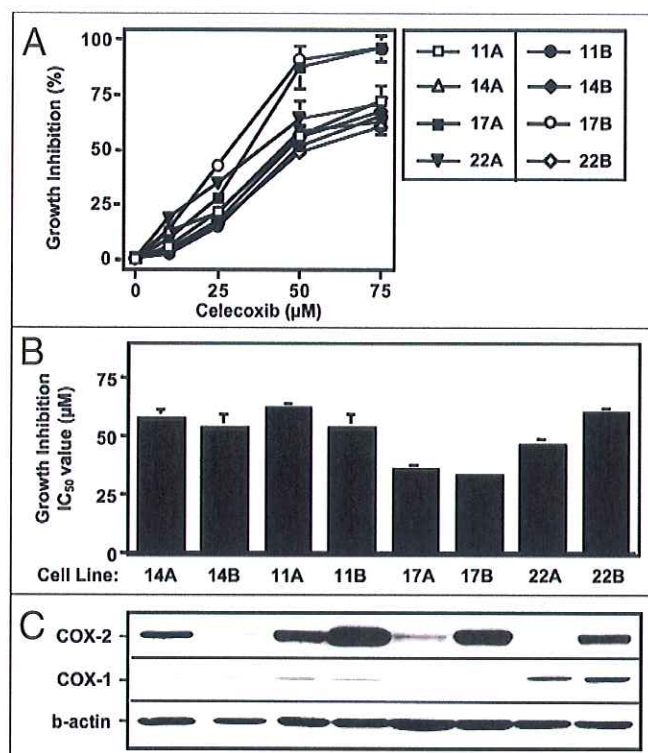 A
Growth Inhibition (%)
100
75
50
25
0
0 25 50 75
Celecoxib (μM)
11A 11B
14A 14B
17A 17B
22A 22B
B
Growth Inhibition
IC50 value (μM)
75
50
25
0
Cell Line: 14A 14B 11A 11B 17A 17B 22A 22B
C
COX-2
COX-1
b-actin